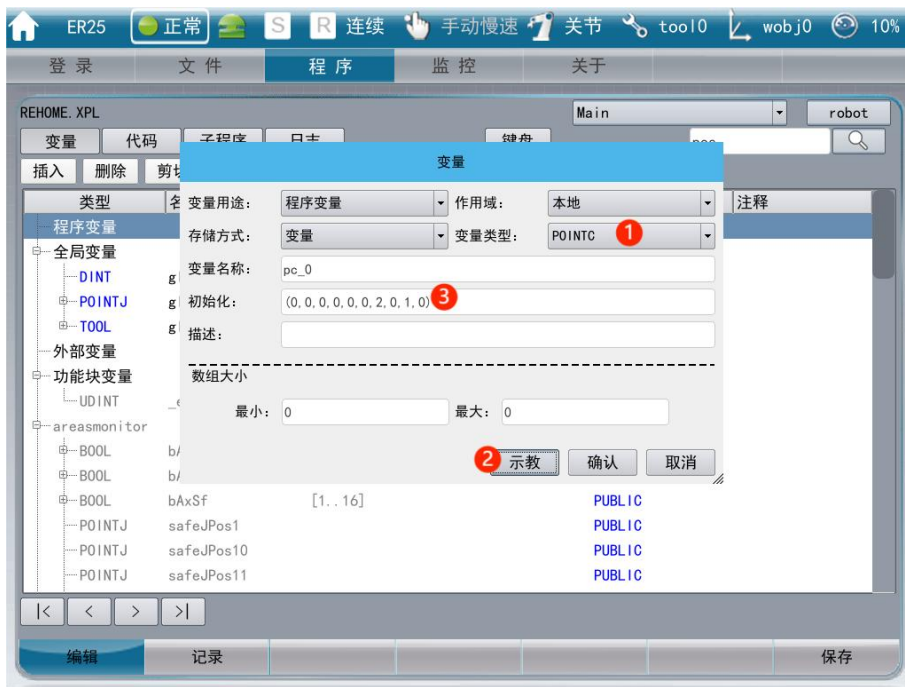 ER25 正常 S R 连续 手动慢速 关节 tool0 wobj0 10%
登录 文件 程序 监控 关于
REHOME.XPL Main robot
变量 代码 子程序 日志 键盘
插入 删除 变量
类型 注释
变量用途： 程序变量 作用域： 本地
程序变量
存储方式： 变量 变量类型： POINTC 1
全局变量
变量名称： pc_0
DINT g
POINTJ g 初始化： (0,0,0,0,0,0,0,2,0,1,0) 3
TOOL g 描述：
外部变量
功能块变量 数组大小
UDINT
最小： 0 最大： 0
areasmonitor
BOOL 2 示教 确认 取消
BOOL
BOOL bAxSf [1..16] PUBLIC
POINTJ safeJPos1 PUBLIC
POINTJ safeJPos10 PUBLIC
POINTJ safeJPos11 PUBLIC
|< < > >|
编辑 记录 保存